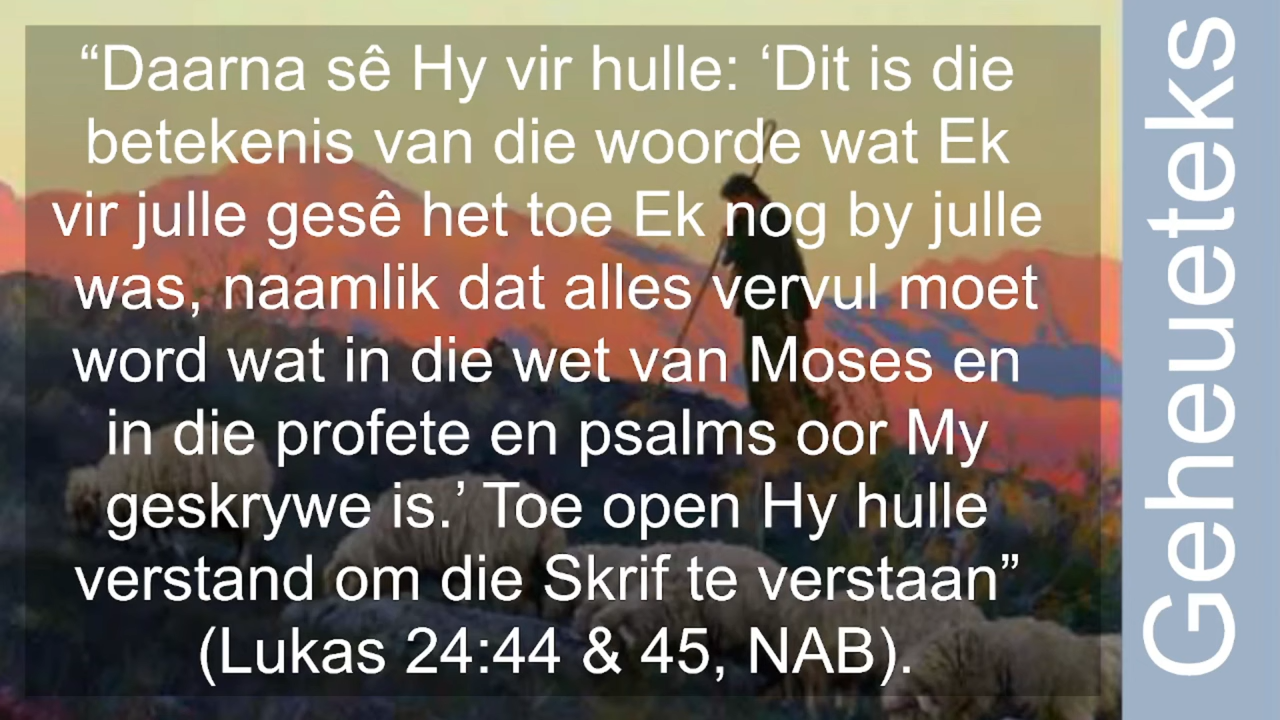 “Daarna sê Hy vir hulle: ‘Dit is die
betekenis van die woorde wat Ek
vir julle gesê het toe Ek nog by julle
was, naamlik dat alles vervul moet
word wat in die wet van Moses en
in die profete en psalms oor My
geskrywe is.’ Toe open Hy hulle
verstand om die Skrif te verstaan”
(Lukas 24:44 & 45, NAB).
Geheueteks